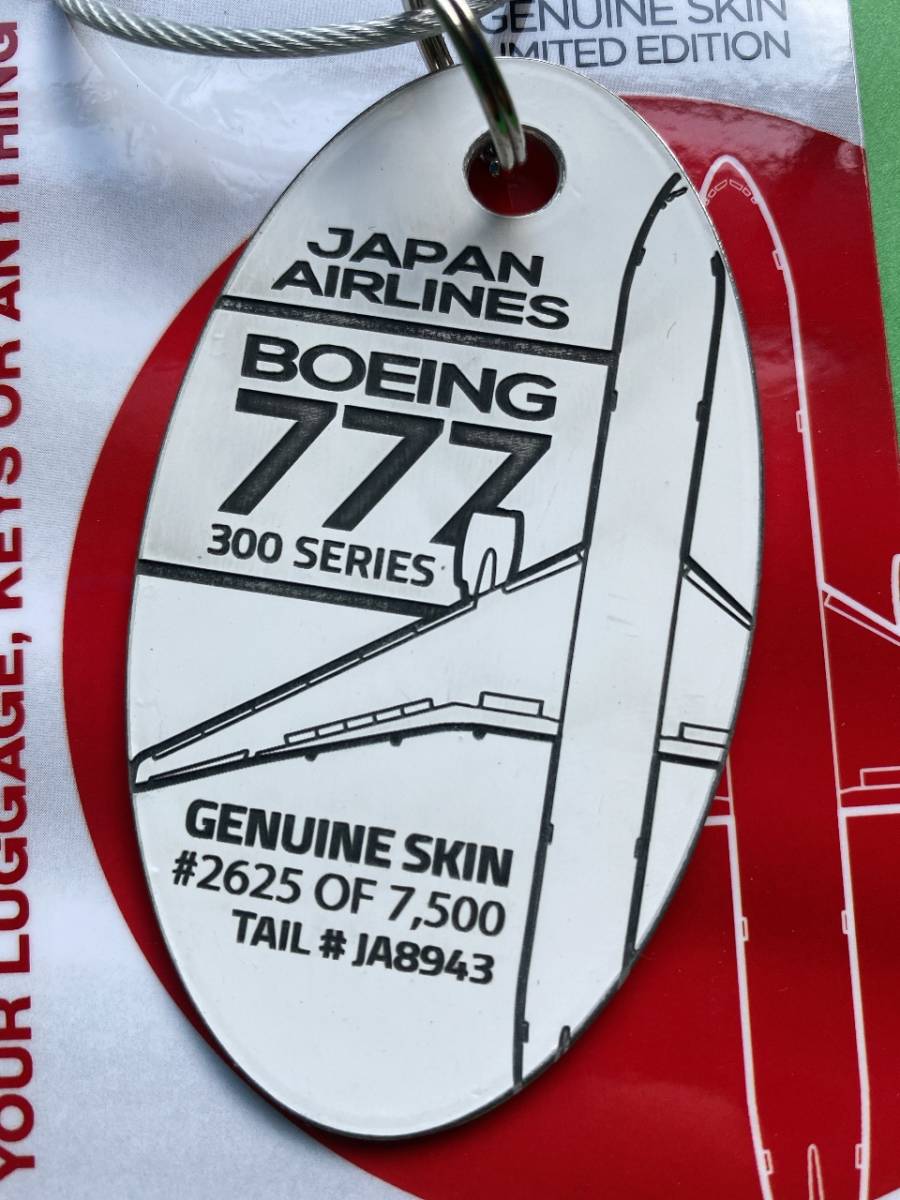 GENUINE SKIN
LIMITED EDITION
JAPAN
AIRLINES
BOEING
777
300 SERIES
GENUINE SKIN
#2625 OF 7,500
TAIL # JA8943
YOUR LUGGAGE, KEYS OR ANYTHING